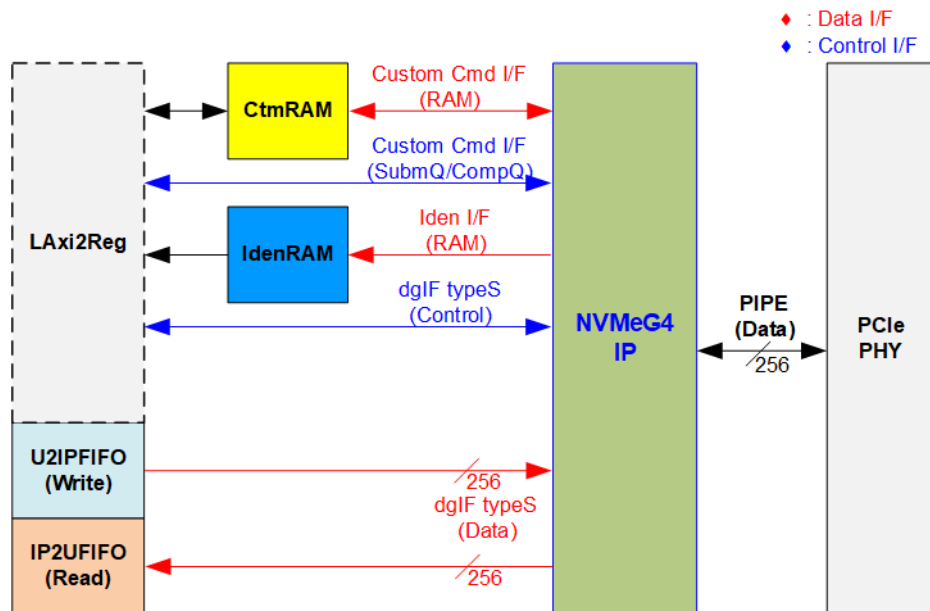 ♦ : Data I/F
♦ : Control I/F
Custom Cmd I/F
(RAM)
CtmRAM
Custom Cmd I/F
(SubmQ/CompQ)
LAxi2Reg
Iden I/F
(RAM)
IdenRAM
dgIF typeS
(Control)
NVMeG4
IP
PIPE
(Data)
256
PCIe
PHY
U2IPFIFO
(Write)
256
dgIF typeS
(Data)
IP2UFIFO
(Read)
256